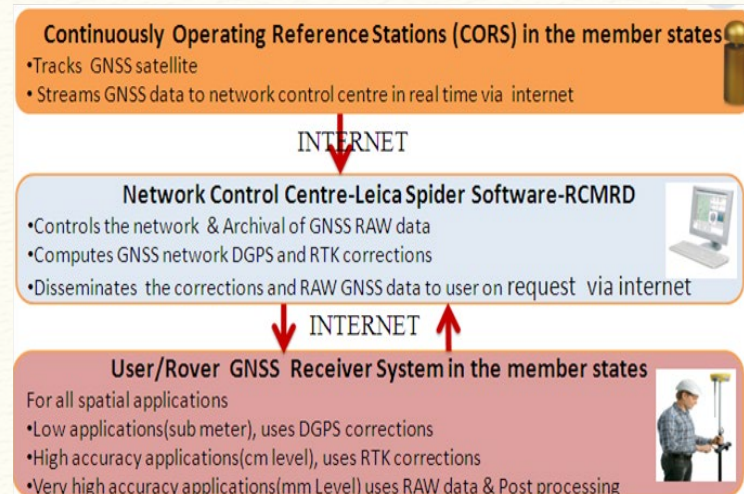 Continuously Operating Reference Stations (CORS) in the member states
•Tracks GNSS satellite
• Streams GNSS data to network control centre in real time via internet
INTERNET
Network Control Centre-Leica Spider Software-RCMRD
•Controls the network & Archival of GNSS RAW data
•Computes GNSS network DGPS and RTK corrections
•Disseminates the corrections and RAW GNSS data to user on request via internet
INTERNET
User/Rover GNSS Receiver System in the member states
For all spatial applications
•Low applications(sub meter), uses DGPS corrections
•High accuracy applications(cm level), uses RTK corrections
•Very high accuracy applications(mm Level) uses RAW data & Post processing